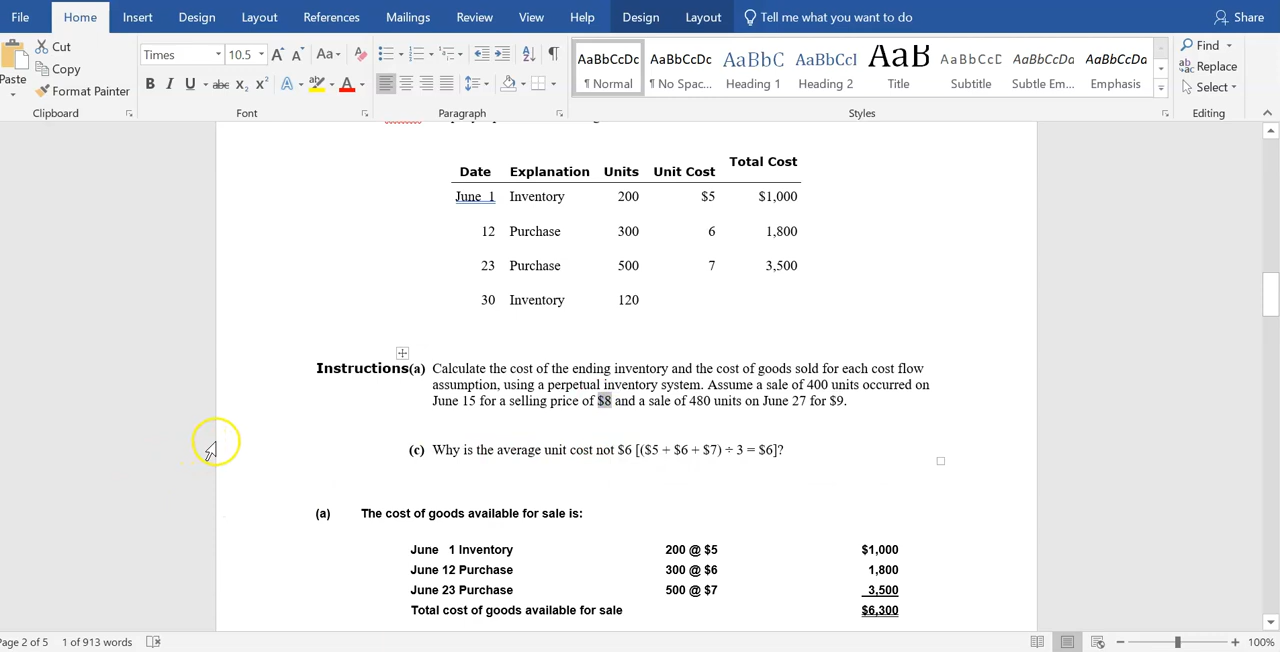 File Home Insert Design Layout References Mailings Review View Help Design Layout Tell me what you want to do Share
Cut
Copy
Format Painter
Paste
Clipboard
Times 10.5 Aa
B I U abc X₂ X² A A
Font
Paragraph
AaBbCcDc AaBbCcDc AaBbC AaBbCcl AaB AaBbCcD AaBbCcDa AaBbCcDa
¶ Normal ¶ No Spac... Heading 1 Heading 2 Title Subtitle Subtle Em... Emphasis
Styles
Find
Replace
Select
Editing
Date Explanation Units Unit Cost Total Cost
June 1 Inventory 200 $5 $1,000
12 Purchase 300 6 1,800
23 Purchase 500 7 3,500
30 Inventory 120
Instructions(a) Calculate the cost of the ending inventory and the cost of goods sold for each cost flow
assumption, using a perpetual inventory system. Assume a sale of 400 units occurred on
June 15 for a selling price of $8 and a sale of 480 units on June 27 for $9.
(c) Why is the average unit cost not $6 [($5 + $6 + $7) ÷ 3 = $6]?
(a) The cost of goods available for sale is:
June 1 Inventory 200 @ $5 $1,000
June 12 Purchase 300 @ $6 1,800
June 23 Purchase 500 @ $7 3,500
Total cost of goods available for sale $6,300
Page 2 of 5 1 of 913 words 100%